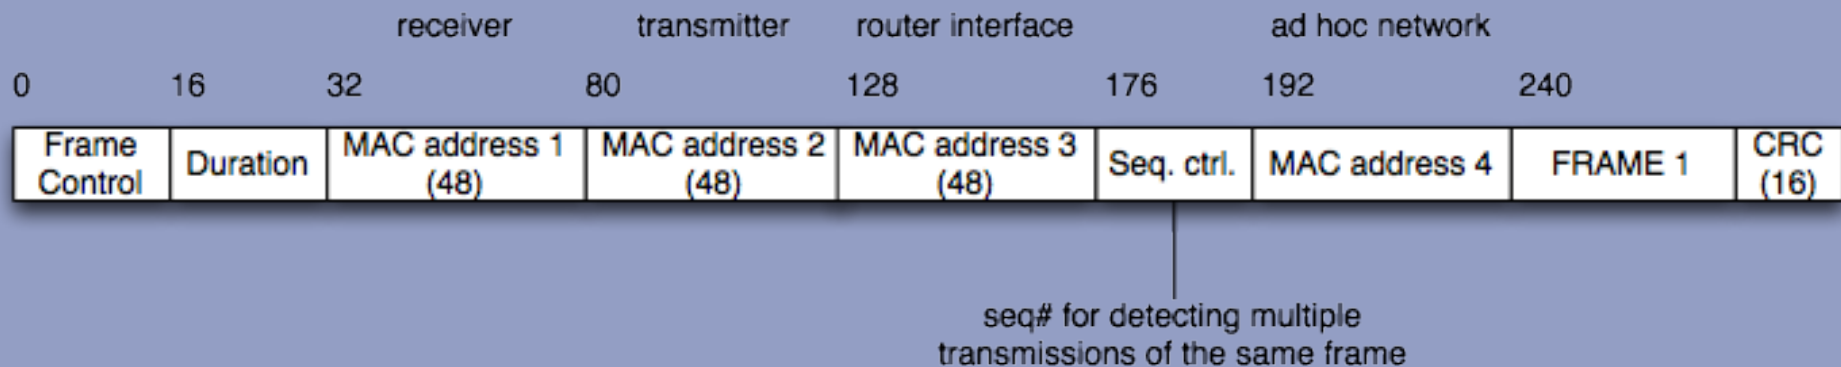 receiver transmitter router interface ad hoc network
0 16 32 80 128 176 192 240
Frame Control Duration MAC address 1 (48) MAC address 2 (48) MAC address 3 (48) Seq. ctrl. MAC address 4 FRAME 1 CRC (16)
seq# for detecting multiple
transmissions of the same frame